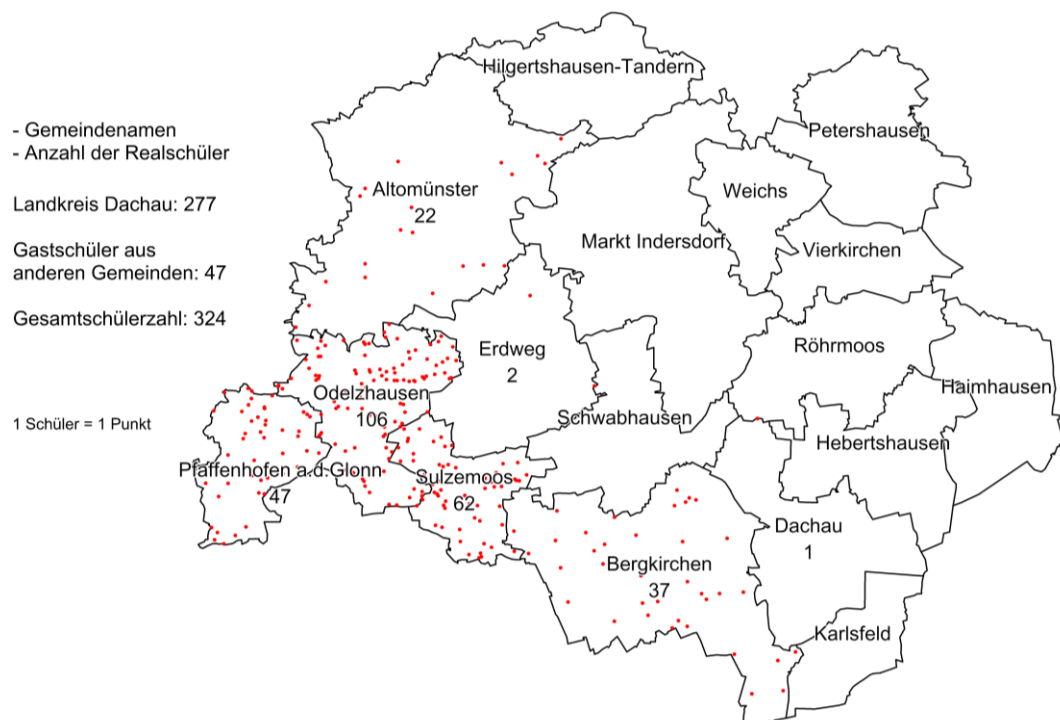 - Gemeindenamen
- Anzahl der Realschüler
Landkreis Dachau: 277
Gastschüler aus
anderen Gemeinden: 47
Gesamtschülerzahl: 324
1 Schüler = 1 Punkt
Hilgertshausen-Tandern
Petershausen
Altomünster
22
Weichs
Markt Indersdorf
Vierkirchen
Erdweg
2
Röhrmoos
Haimhausen
Odelzhausen
106
Schwabhausen
Hebertshausen
Pfaffenhofen a.d.Glonn
47
Sulzemoos
62
Dachau
1
Bergkirchen
37
Karlsfeld